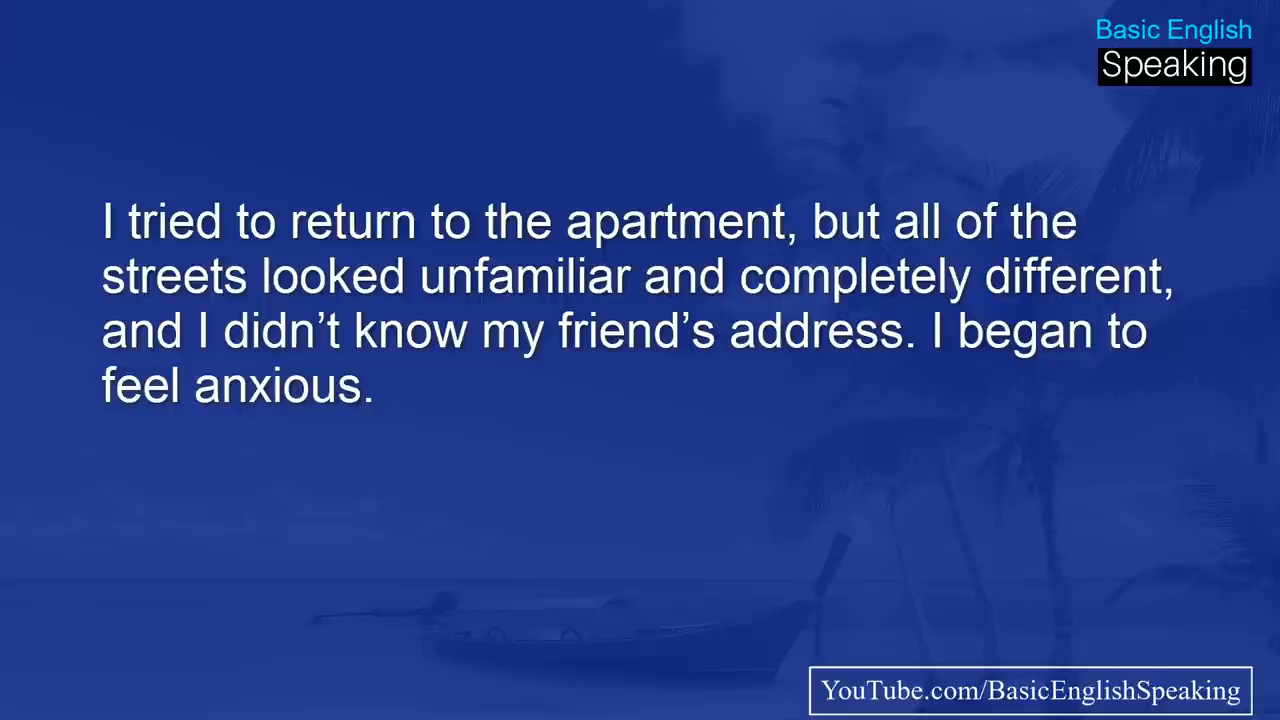 Basic English
Speaking
I tried to return to the apartment, but all of the
streets looked unfamiliar and completely different,
and I didn’t know my friend’s address. I began to
feel anxious.
YouTube.com/BasicEnglishSpeaking